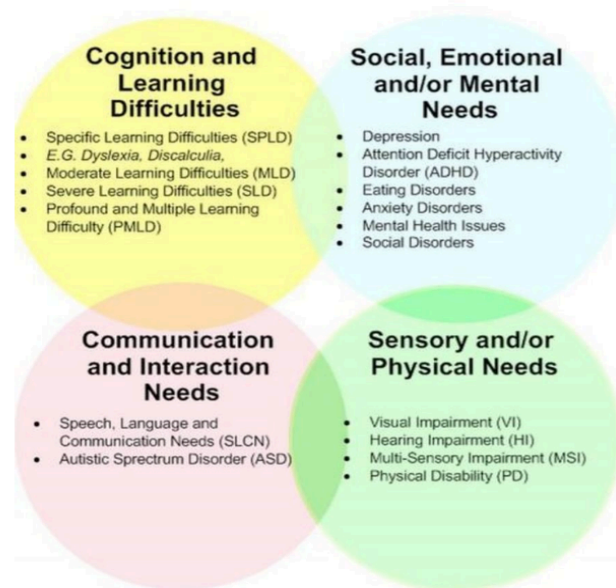 Cognition and
Learning
Difficulties
• Specific Learning Difficulties (SPLD)
• E.G. Dyslexia, Discalculia,
• Moderate Learning Difficulties (MLD)
• Severe Learning Difficulties (SLD)
• Profound and Multiple Learning
Difficulty (PMLD)
Social, Emotional
and/or Mental
Needs
• Depression
• Attention Deficit Hyperactivity
Disorder (ADHD)
• Eating Disorders
• Anxiety Disorders
• Mental Health Issues
• Social Disorders
Communication
and Interaction
Needs
• Speech, Language and
Communication Needs (SLCN)
• Autistic Sprectrum Disorder (ASD)
Sensory and/or
Physical Needs
• Visual Impairment (VI)
• Hearing Impairment (HI)
• Multi-Sensory Impairment (MSI)
• Physical Disability (PD)